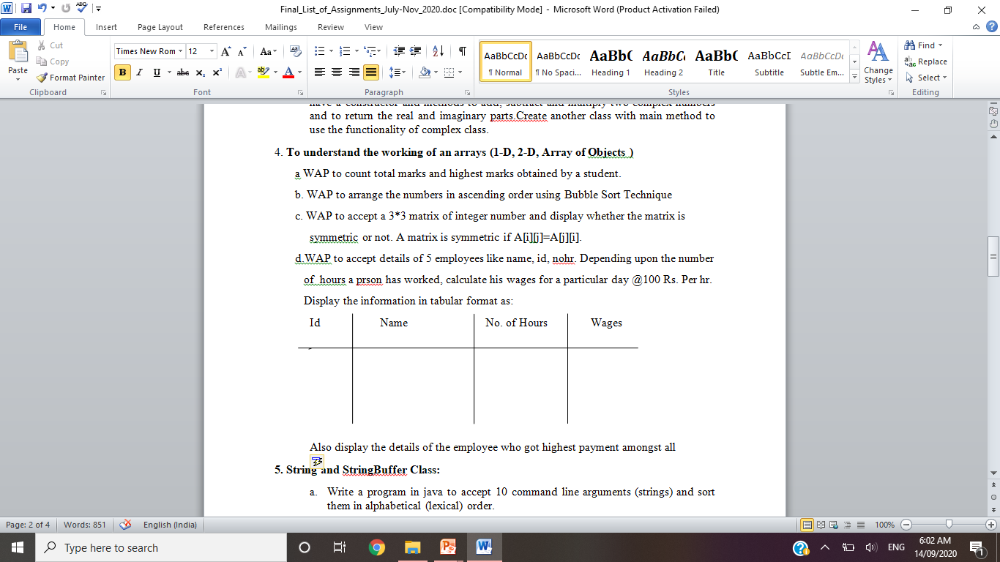 Final_List_of_Assignments_July-Nov_2020.doc [Compatibility Mode] - Microsoft Word (Product Activation Failed)
File Home Insert Page Layout References Mailings Review View
Paste
Cut
Copy
Format Painter
Clipboard
Times New Rom 12
Font
Paragraph
AaBbCcDc AaBbCcDc AaBbC AaBbCc AaBbC AaBbCcI AaBbCcDc
¶ Normal ¶ No Spaci... Heading 1 Heading 2 Title Subtitle Subtle Em...
Change Styles
Styles
Find
Replace
Select
Editing
have a constructor and methods to add, subtract and multiply two complex numbers
and to return the real and imaginary parts.Create another class with main method to
use the functionality of complex class.
4. To understand the working of an arrays (1-D, 2-D, Array of Objects )
a WAP to count total marks and highest marks obtained by a student.
b. WAP to arrange the numbers in ascending order using Bubble Sort Technique
c. WAP to accept a 3*3 matrix of integer number and display whether the matrix is
symmetric or not. A matrix is symmetric if A[i][j]=A[j][i].
d.WAP to accept details of 5 employees like name, id, nohr. Depending upon the number
of hours a prson has worked, calculate his wages for a particular day @100 Rs. Per hr.
Display the information in tabular format as:
Id Name No. of Hours Wages
Also display the details of the employee who got highest payment amongst all
5. String and StringBuffer Class:
a. Write a program in java to accept 10 command line arguments (strings) and sort
them in alphabetical (lexical) order.
Page: 2 of 4 Words: 851 English (India) 100%
Type here to search
ENG
6:02 AM
14/09/2020